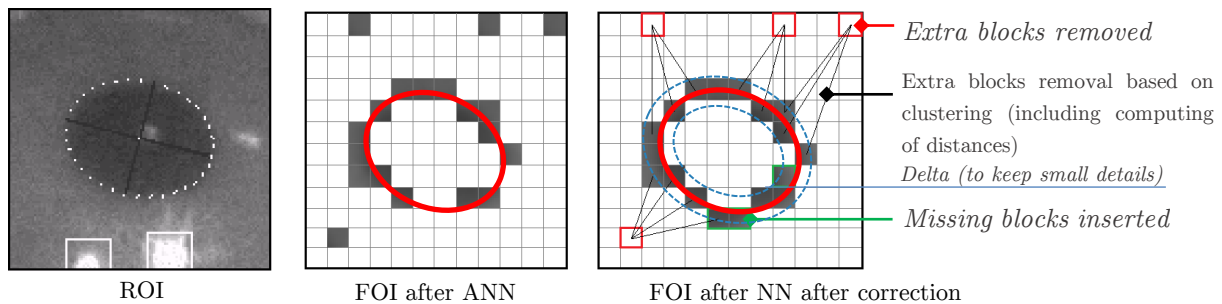 Extra blocks removed
Extra blocks removal based on
clustering (including computing
of distances)
Delta (to keep small details)
Missing blocks inserted
ROI
FOI after ANN
FOI after NN after correction